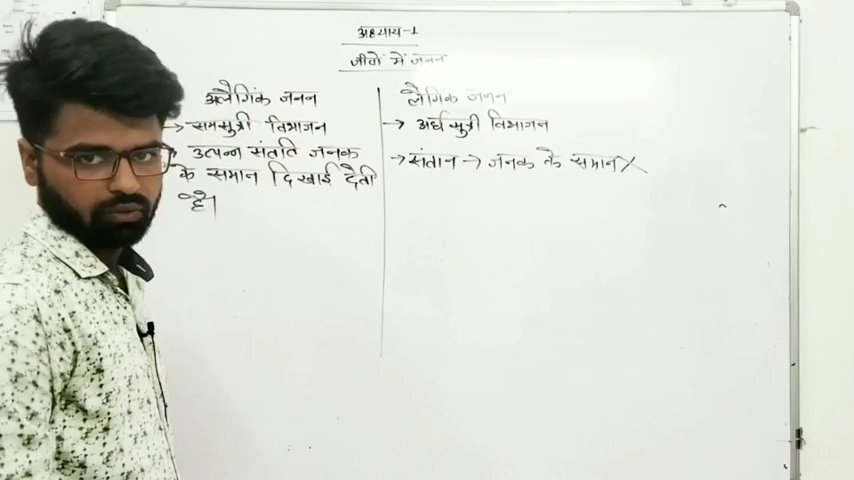 अध्याय-1
जीवों में जनन
अलैगिंक जनन
→ समसुत्री विभाजन
→ उत्पन्न संतति जनक
के समान दिखाई देती
है।
लैगिंक जनन
→ अर्धसुत्री विभाजन
→ संतान → जनक के समान X